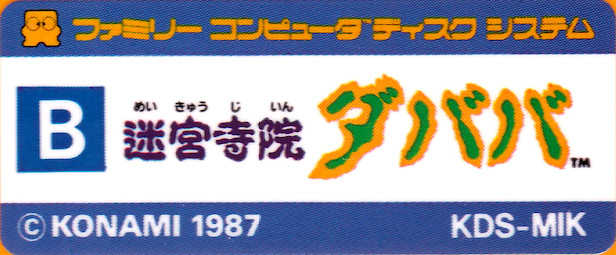 ファミリー コンピュータ ディスク システム
B
めいきゅうじいん
迷宮寺院 ダババ™
© KONAMI 1987 KDS-MIK